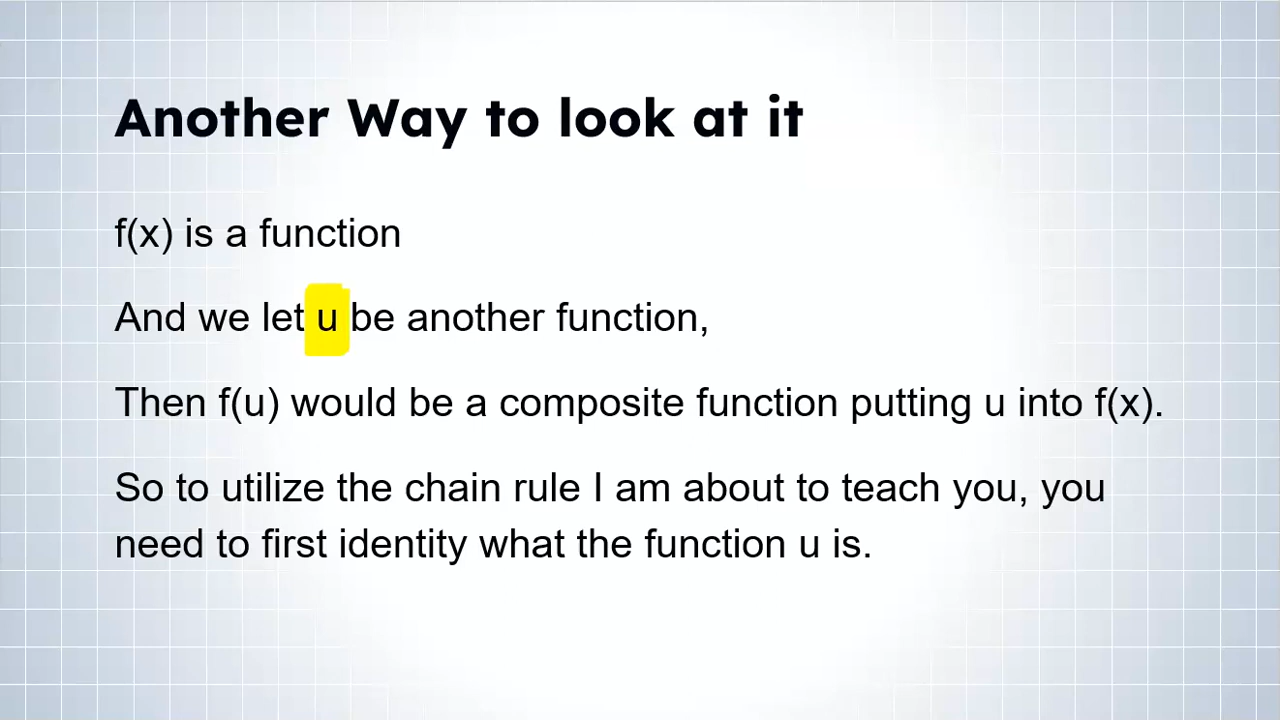 Another Way to look at it
f(x) is a function
And we let u be another function,
Then f(u) would be a composite function putting u into f(x).
So to utilize the chain rule I am about to teach you, you
need to first identity what the function u is.